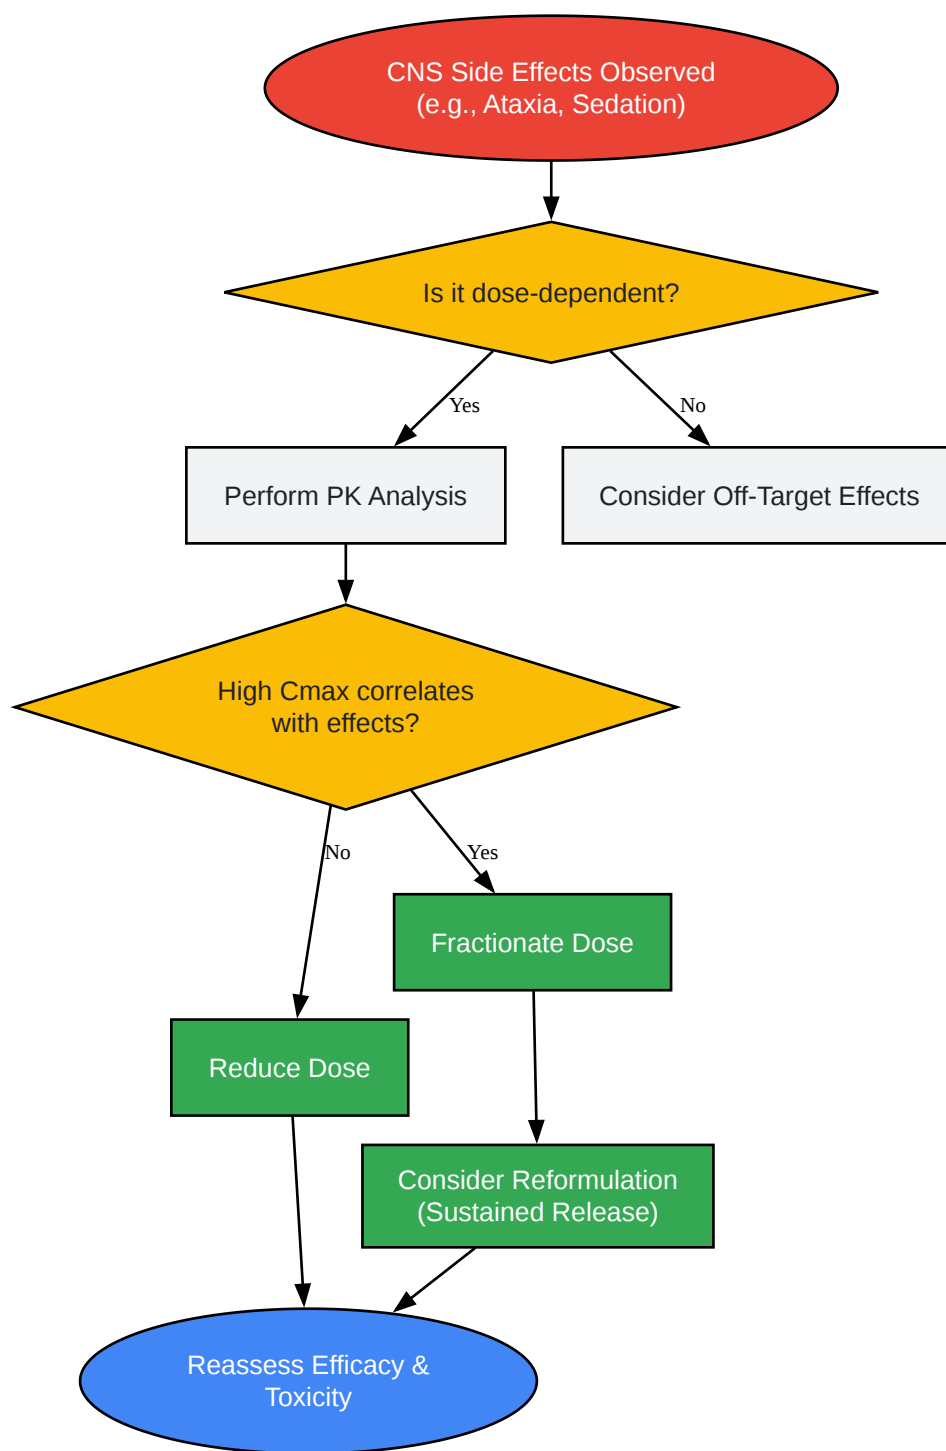 CNS Side Effects Observed
(e.g., Ataxia, Sedation)
Is it dose-dependent?
Yes
No
Perform PK Analysis
Consider Off-Target Effects
High Cmax correlates
with effects?
No
Yes
Fractionate Dose
Reduce Dose
Consider Reformulation
(Sustained Release)
Reassess Efficacy &
Toxicity